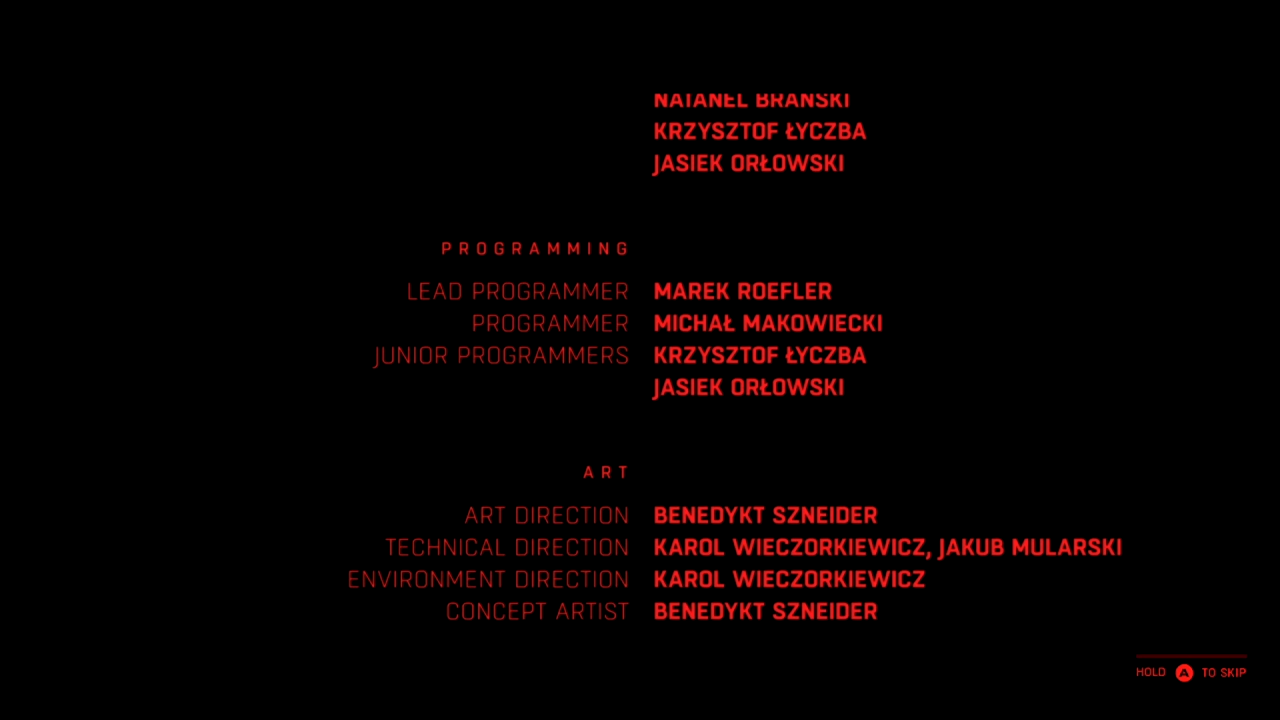 NATANEL BRAŃSKI
KRZYSZTOF ŁYCZBA
JASIEK ORŁOWSKI
PROGRAMMING
LEAD PROGRAMMER MAREK ROEFLER
PROGRAMMER MICHAŁ MAKOWIECKI
JUNIOR PROGRAMMERS KRZYSZTOF ŁYCZBA
JASIEK ORŁOWSKI
ART
ART DIRECTION BENEDYKT SZNEIDER
TECHNICAL DIRECTION KAROL WIECZORKIEWICZ, JAKUB MULARSKI
ENVIRONMENT DIRECTION KAROL WIECZORKIEWICZ
CONCEPT ARTIST BENEDYKT SZNEIDER
HOLD A TO SKIP